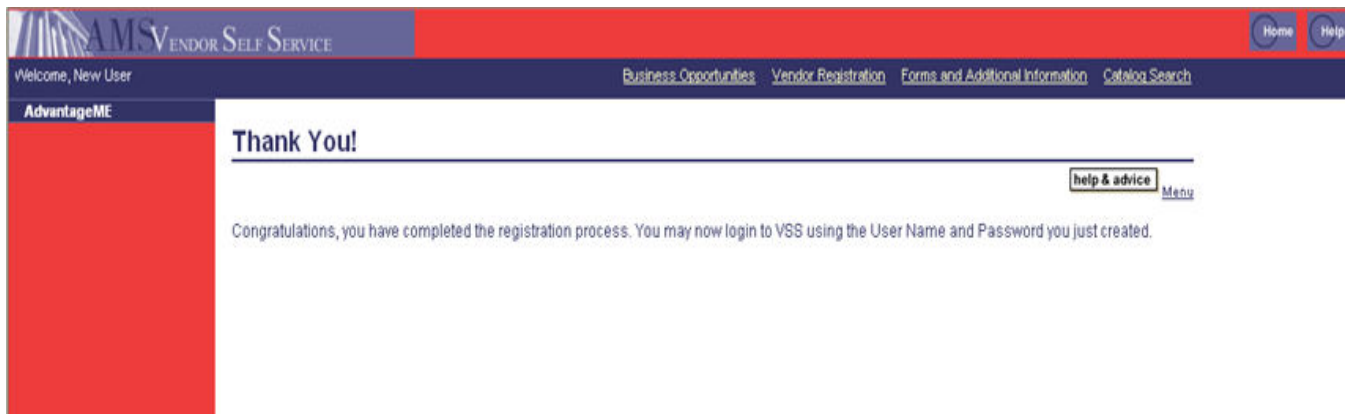 AMS VENDOR SELF SERVICE
Home Help
Welcome, New User Business Opportunities Vendor Registration Forms and Additional Information Catalog Search
AdvantageME
Thank You!
help & advice Menu
Congratulations, you have completed the registration process. You may now login to VSS using the User Name and Password you just created.